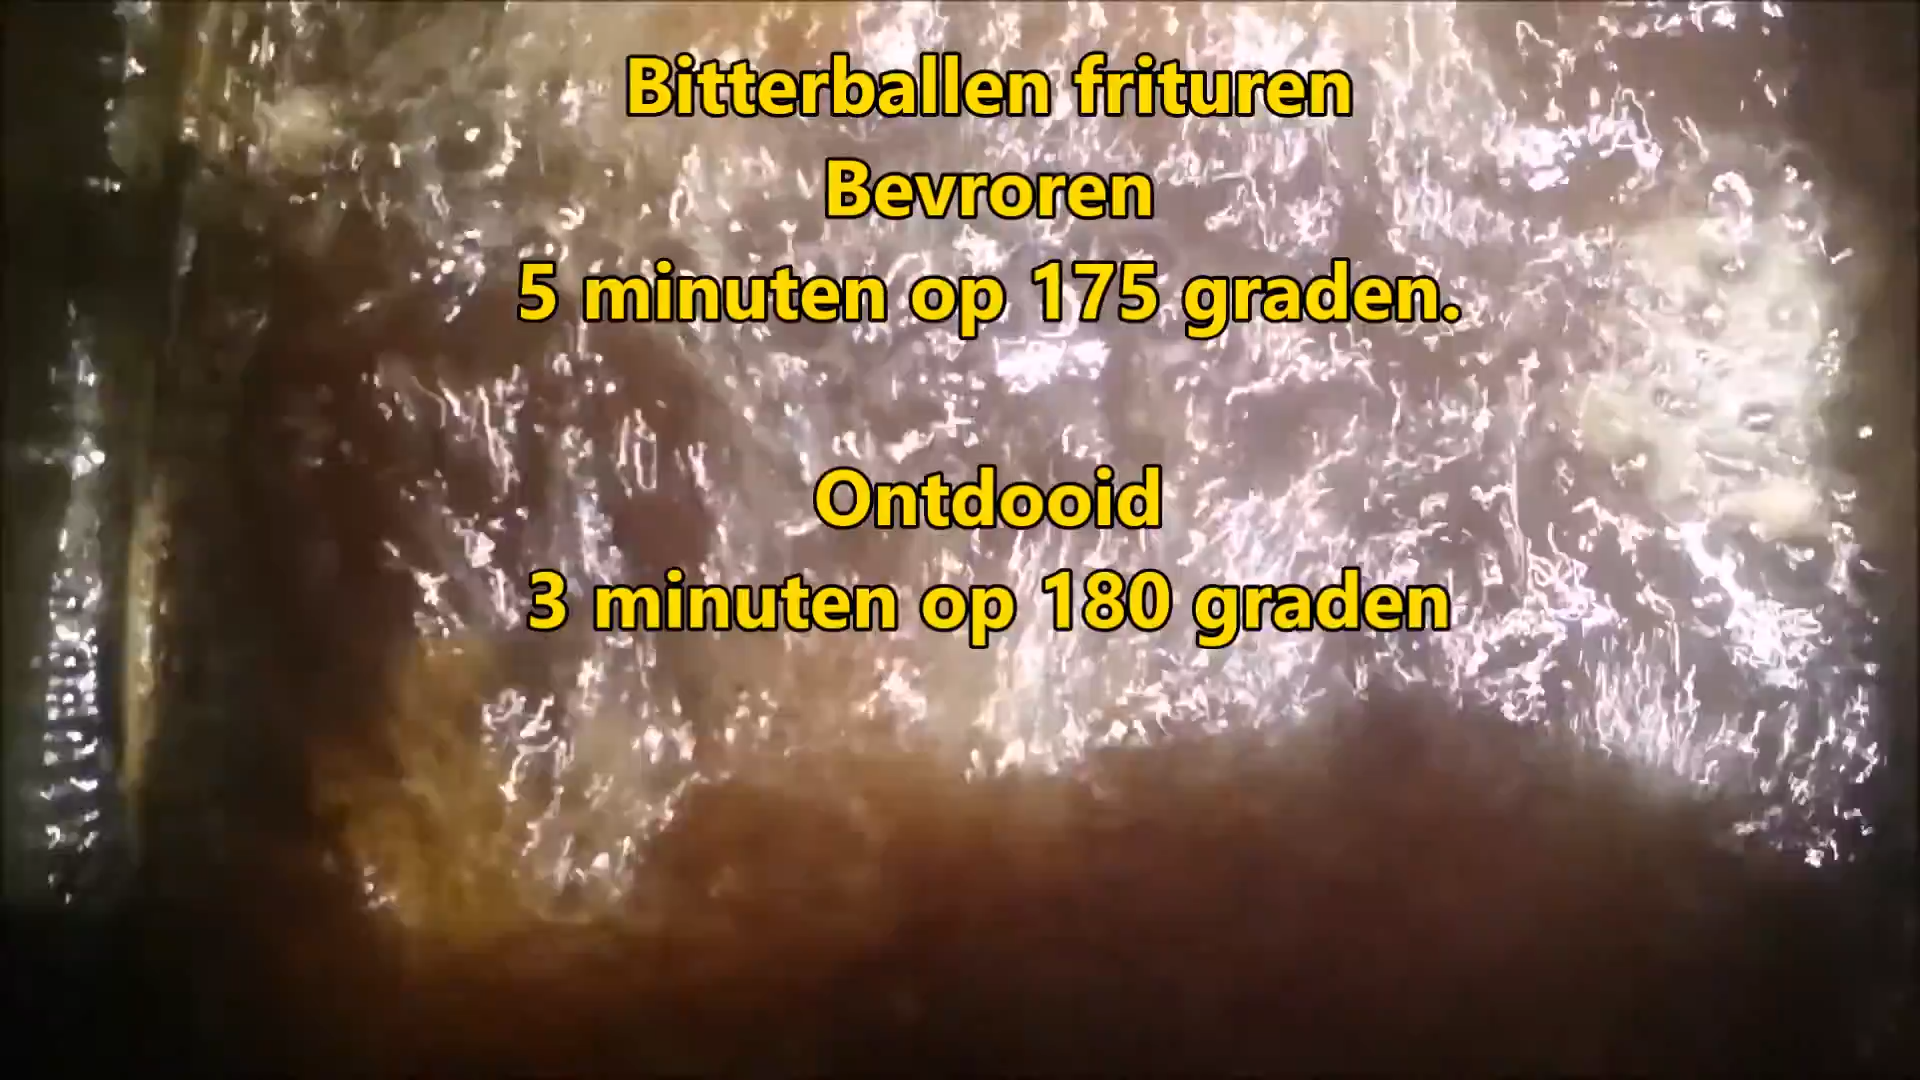 Bitterballen frituren
Bevroren
5 minuten op 175 graden.
Ontdooid
3 minuten op 180 graden